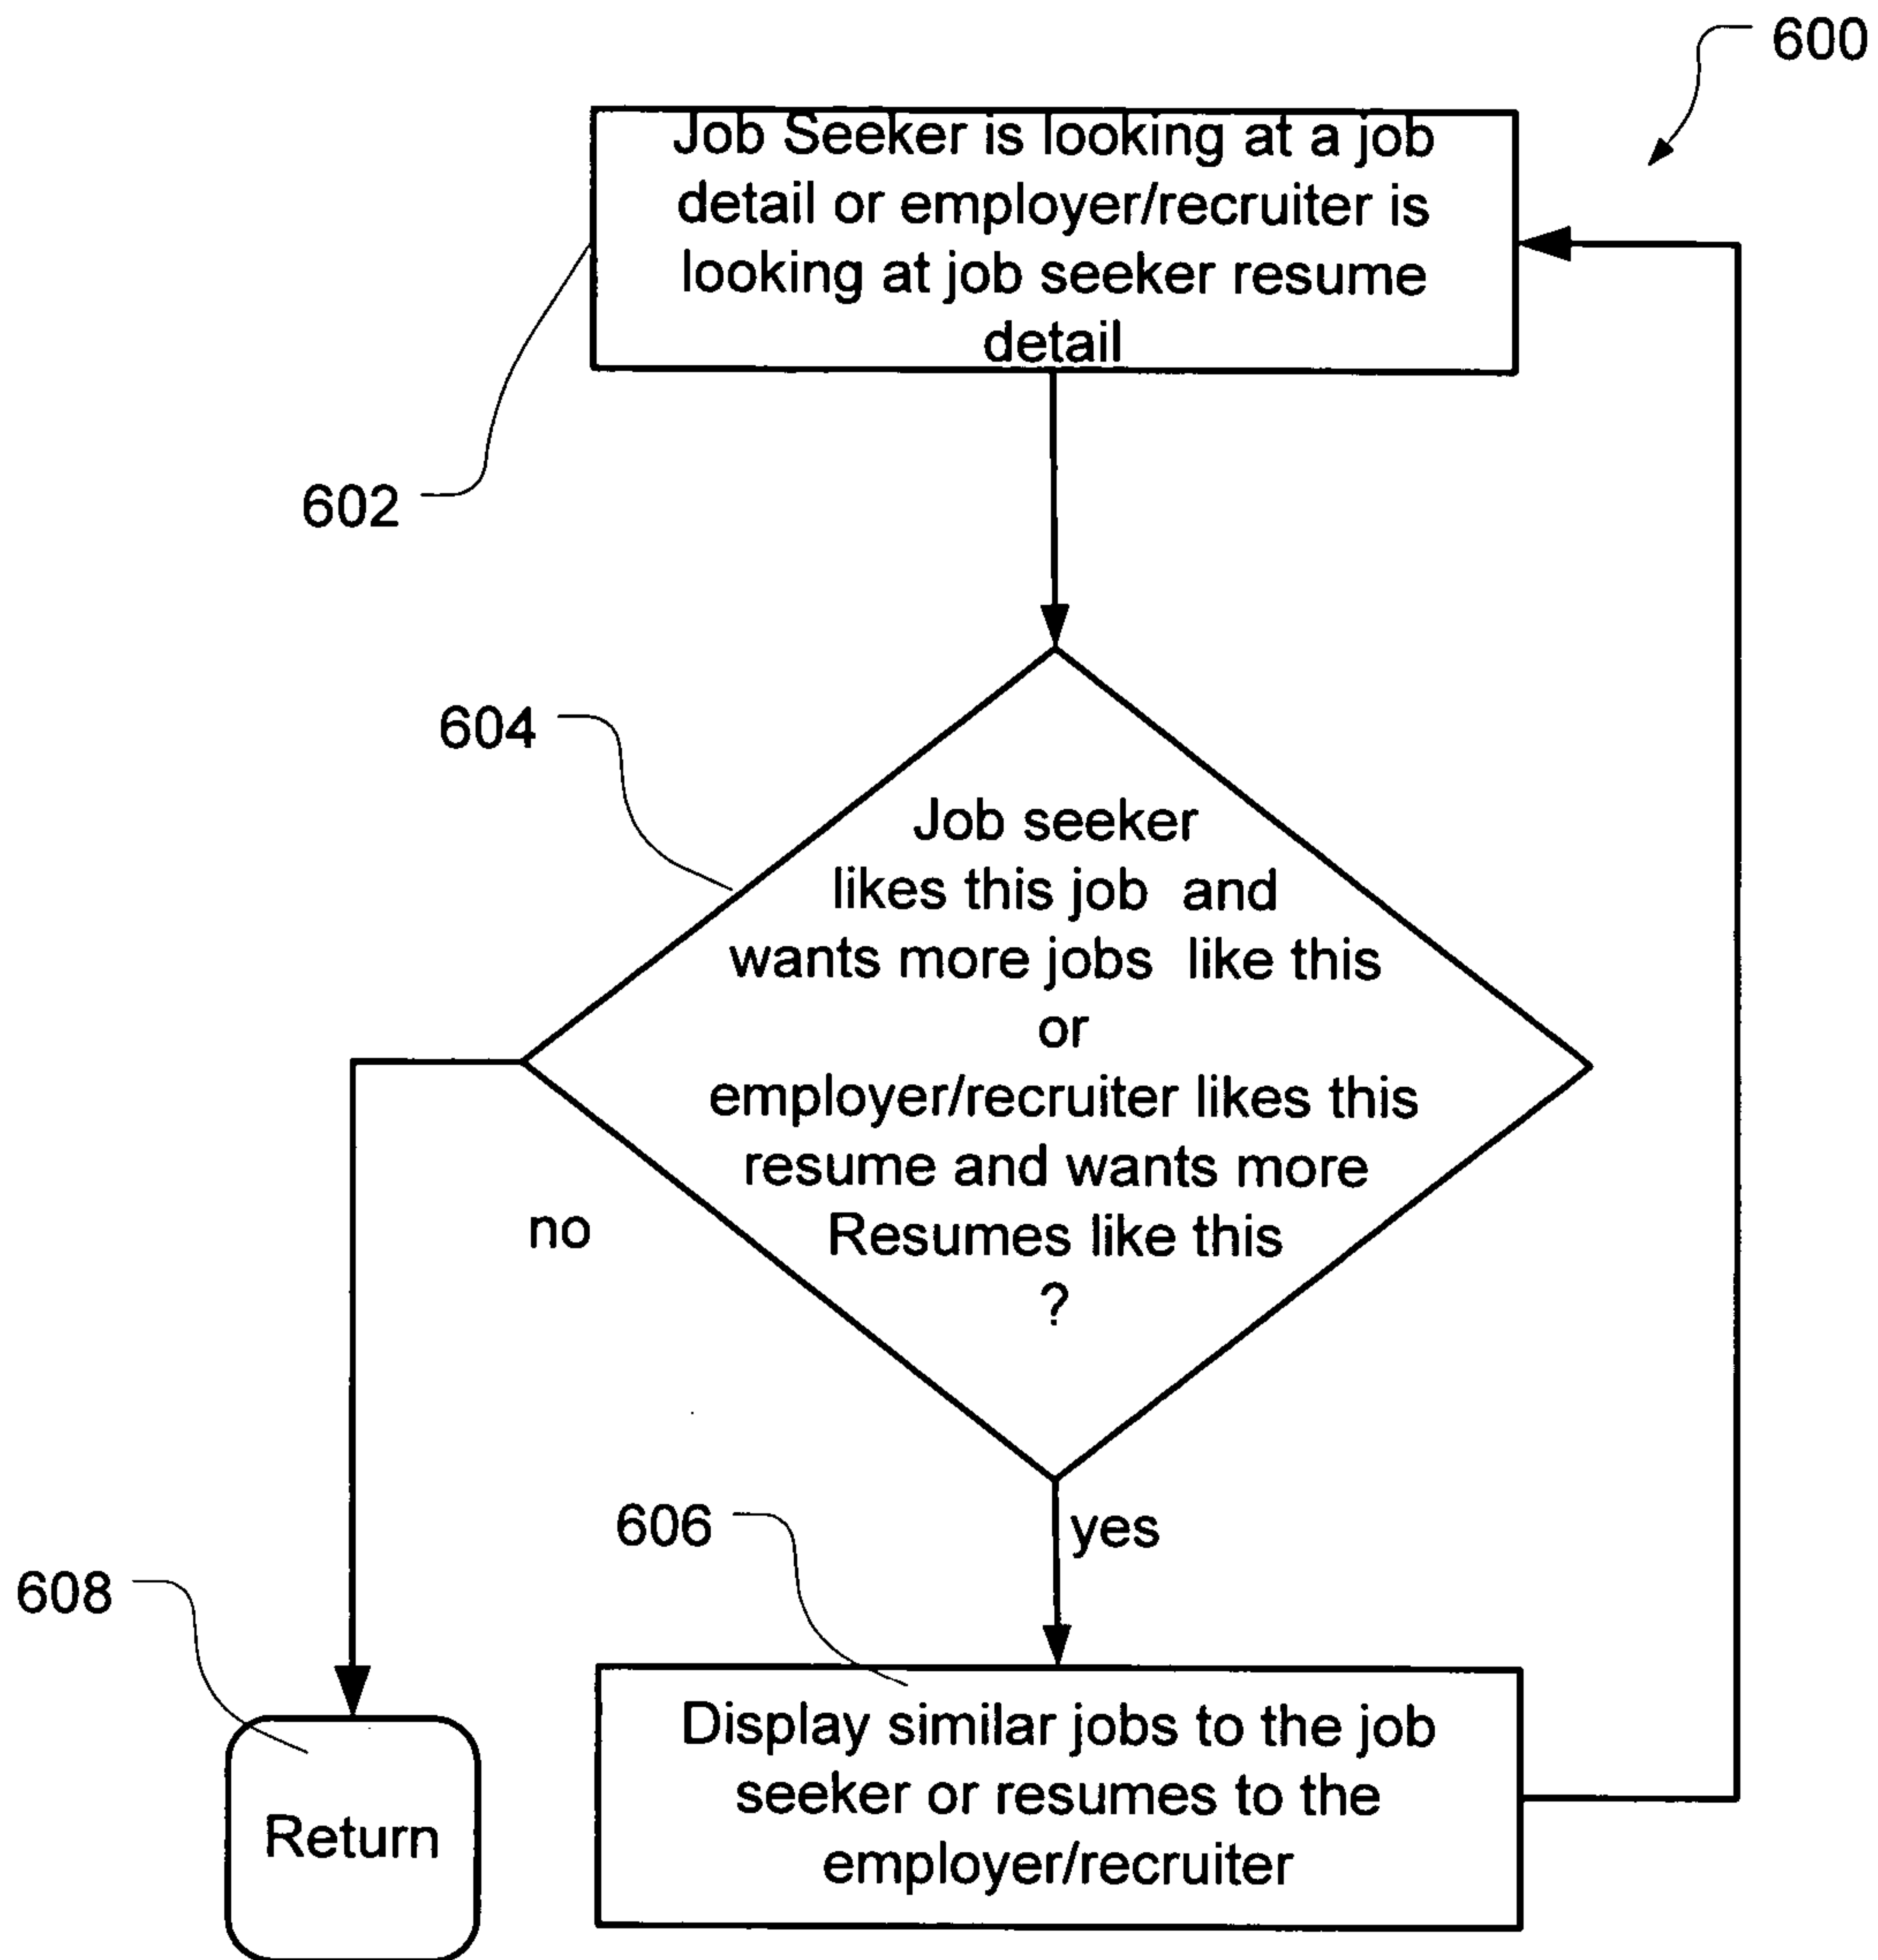 600
Job Seeker is looking at a job
detail or employer/recruiter is
looking at job seeker resume
detail
602
604
Job seeker
likes this job and
wants more jobs like this
or
employer/recruiter likes this
resume and wants more
Resumes like this
?
no
yes
606
608
Display similar jobs to the job
seeker or resumes to the
employer/recruiter
Return